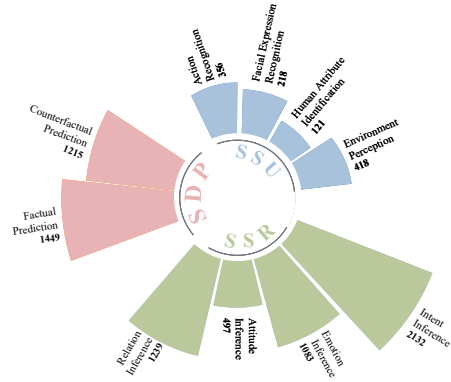 Action
Recognition
356
Facial Expression
Recognition
218
Human Attribute
Identification
121
Environment
Perception
418
Counterfactual
Prediction
1215
Factual
Prediction
1449
SSU
SDP
SSR
Relation
Inference
1239
Attitude
Inference
497
Emotion
Inference
1083
Intent
Inference
2132